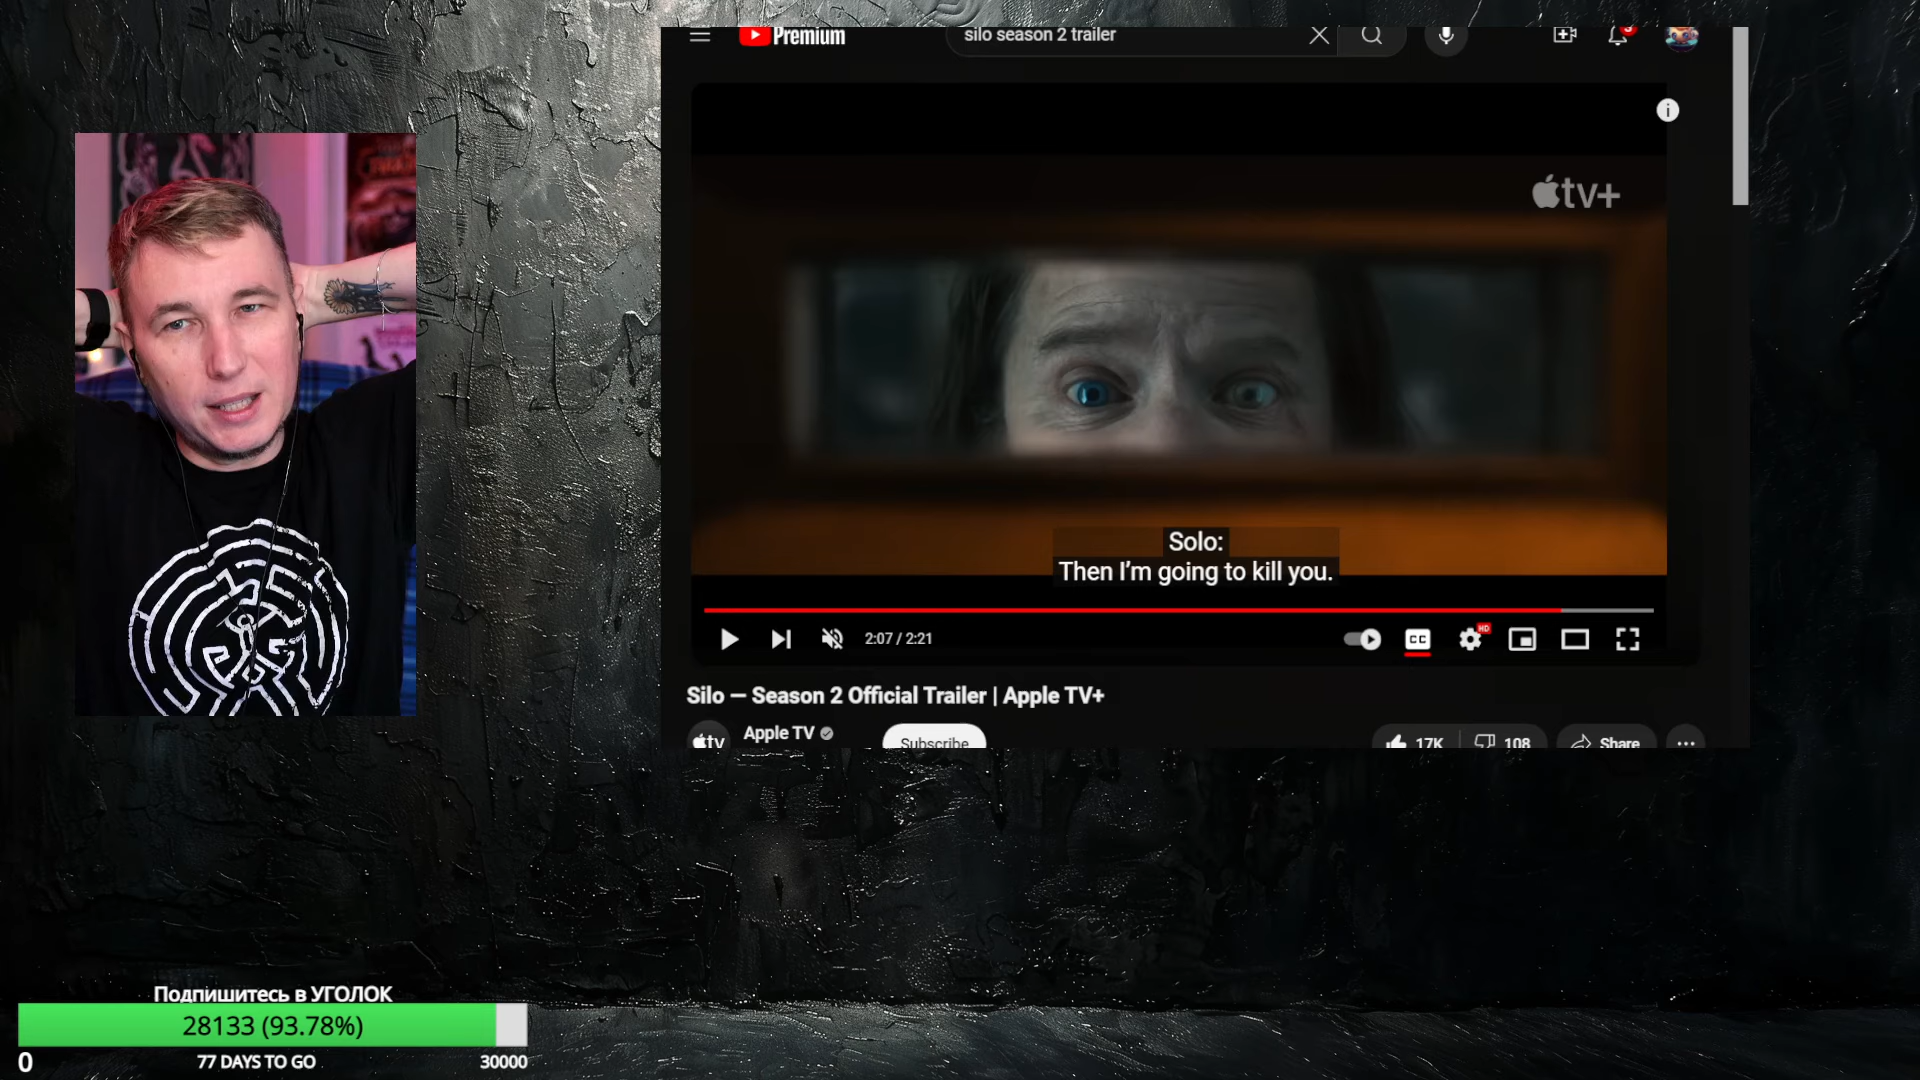 Premium
silo season 2 trailer
tv+
Solo:
Then I'm going to kill you.
2:07 / 2:21
CC
HD
Silo — Season 2 Official Trailer | Apple TV+
tv
Apple TV
Subscribe
17K
108
Share
Подпишитесь в УГОЛОК
28133 (93.78%)
0
77 DAYS TO GO
30000